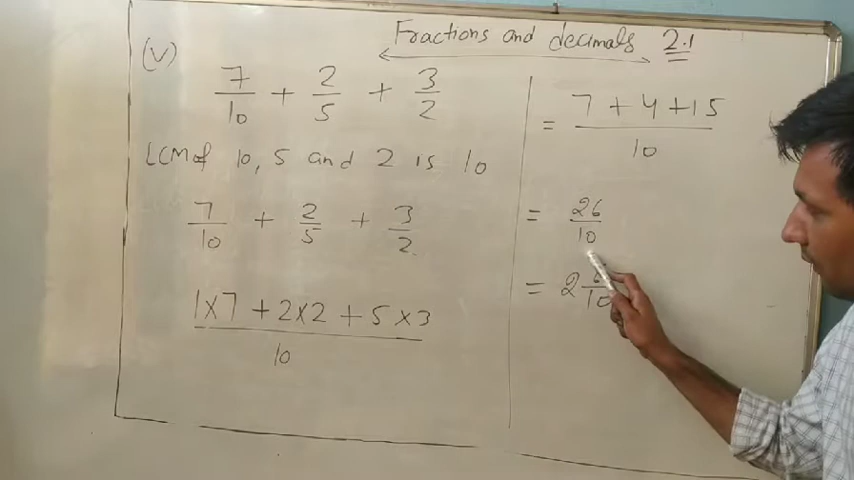 Fractions and decimals 2.1
(V)
7/10 + 2/5 + 3/2
LCM of 10, 5 and 2 is 10
7/10 + 2/5 + 3/2
1×7 + 2×2 + 5×3 / 10
= 7 + 4 + 15 / 10
= 26/10
= 2 6/10